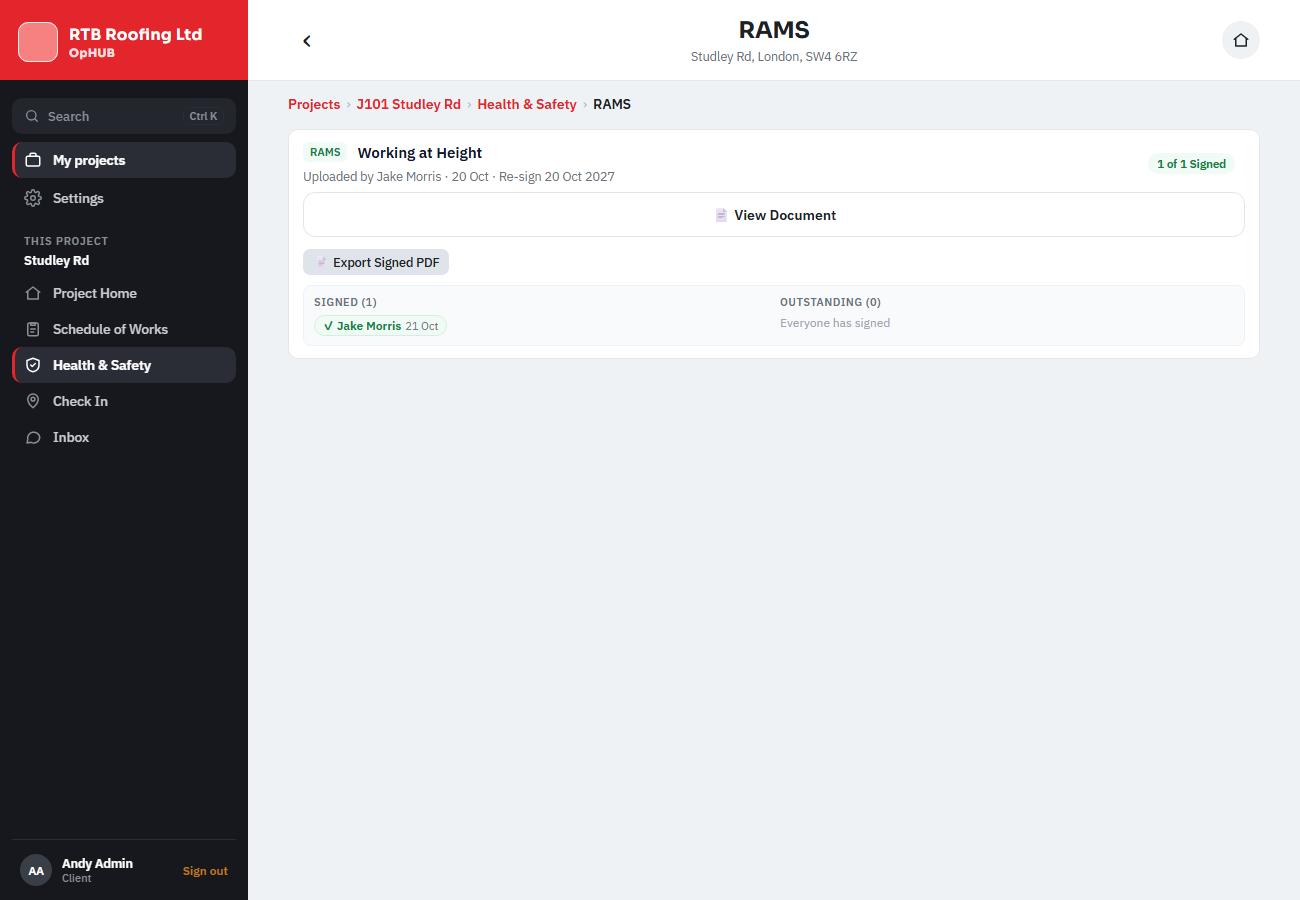 RTB Roofing Ltd
OpHUB
Search Ctrl K
My projects
Settings
THIS PROJECT
Studley Rd
Project Home
Schedule of Works
Health & Safety
Check In
Inbox
AA
Andy Admin
Client
Sign out
RAMS
Studley Rd, London, SW4 6RZ
Projects › J101 Studley Rd › Health & Safety › RAMS
RAMS Working at Height
Uploaded by Jake Morris · 20 Oct · Re-sign 20 Oct 2027
1 of 1 Signed
View Document
Export Signed PDF
SIGNED (1)
✓ Jake Morris 21 Oct
OUTSTANDING (0)
Everyone has signed